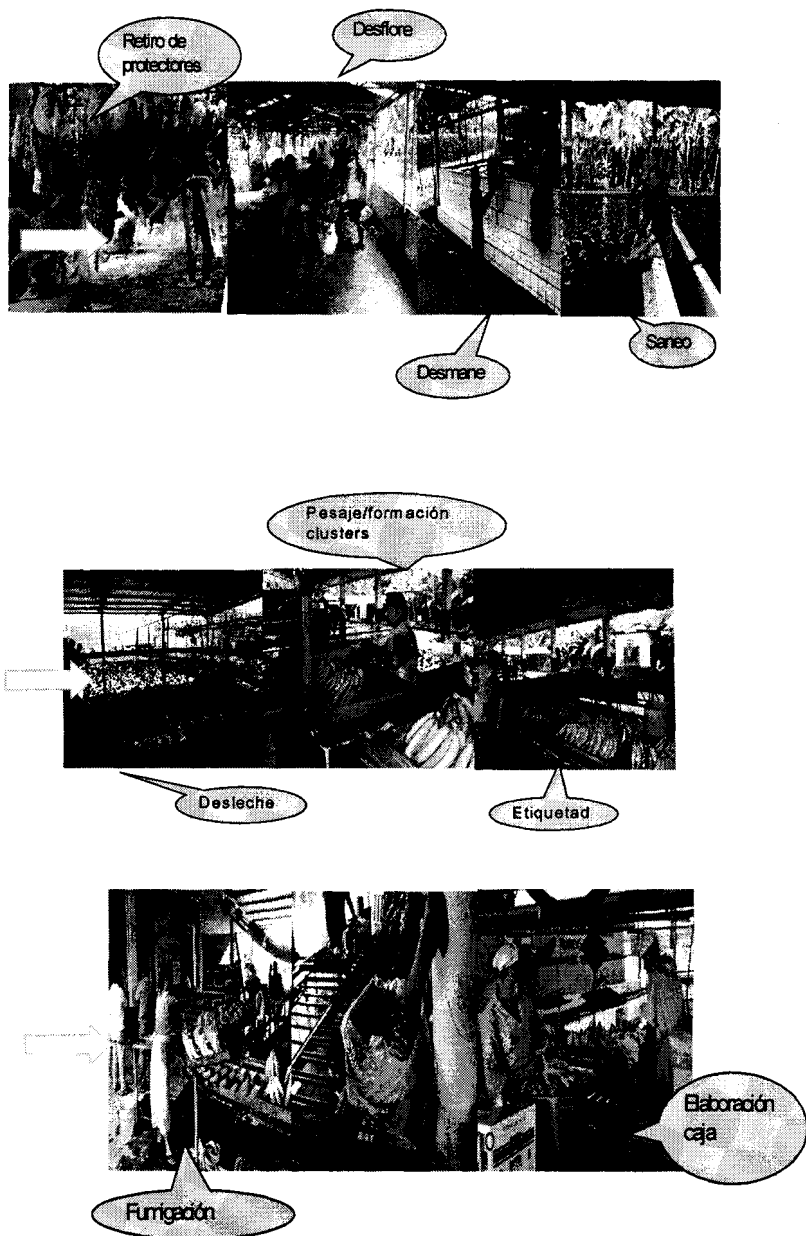 Retiro de
protectores
Desflore
Desmane
Saneo
Pesaje/formación
clusters
Desleche
Etiquetad
Fumigación
Elaboración
caja